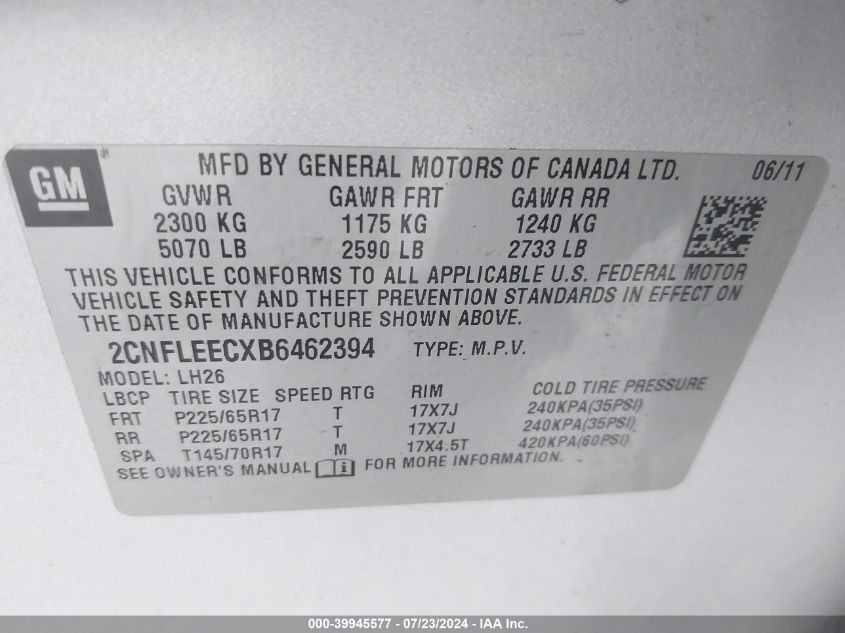 GM®
MFD BY GENERAL MOTORS OF CANADA LTD. 06/11
GVWR GAWR FRT GAWR RR
2300 KG 1175 KG 1240 KG
5070 LB 2590 LB 2733 LB
THIS VEHICLE CONFORMS TO ALL APPLICABLE U.S. FEDERAL MOTOR
VEHICLE SAFETY AND THEFT PREVENTION STANDARDS IN EFFECT ON
THE DATE OF MANUFACTURE SHOWN ABOVE.
2CNFLEECXB6462394 TYPE: M.P.V.
MODEL: LH26
LBCP TIRE SIZE SPEED RTG RIM COLD TIRE PRESSURE
FRT P225/65R17 T 17X7J 240KPA(35PSI)
RR P225/65R17 T 17X7J 240KPA(35PSI)
SPA T145/70R17 M 17X4.5T 420KPA(60PSI)
SEE OWNER'S MANUAL FOR MORE INFORMATION.
000-39945577 - 07/23/2024 - IAA Inc.